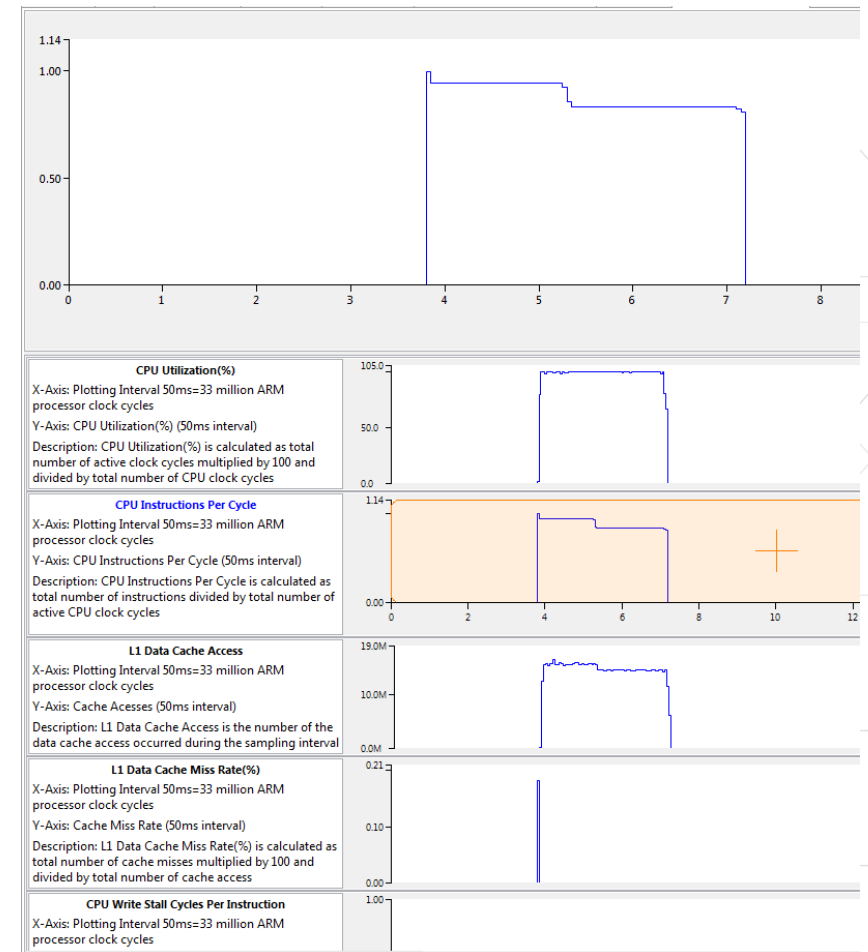 1.14
1.00
0.50
0.00
0 1 2 3 4 5 6 7 8
CPU Utilization(%)
X-Axis: Plotting Interval 50ms=33 million ARM
processor clock cycles
Y-Axis: CPU Utilization(%) (50ms interval)
Description: CPU Utilization(%) is calculated as total
number of active clock cycles multiplied by 100 and
divided by total number of CPU clock cycles
105.0
50.0
0.0
CPU Instructions Per Cycle
X-Axis: Plotting Interval 50ms=33 million ARM
processor clock cycles
Y-Axis: CPU Instructions Per Cycle (50ms interval)
Description: CPU Instructions Per Cycle is calculated as
total number of instructions divided by total number of
active CPU clock cycles
1.14
0.00
0 2 4 6 8 10 12
L1 Data Cache Access
X-Axis: Plotting Interval 50ms=33 million ARM
processor clock cycles
Y-Axis: Cache Acesses (50ms interval)
Description: L1 Data Cache Access is the number of the
data cache access occurred during the sampling interval
19.0M
10.0M
0.0M
L1 Data Cache Miss Rate(%)
X-Axis: Plotting Interval 50ms=33 million ARM
processor clock cycles
Y-Axis: Cache Miss Rate (50ms interval)
Description: L1 Data Cache Miss Rate(%) is calculated as
total number of cache misses multiplied by 100 and
divided by total number of cache access
0.21
0.10
0.00
CPU Write Stall Cycles Per Instruction
X-Axis: Plotting Interval 50ms=33 million ARM
processor clock cycles
1.00